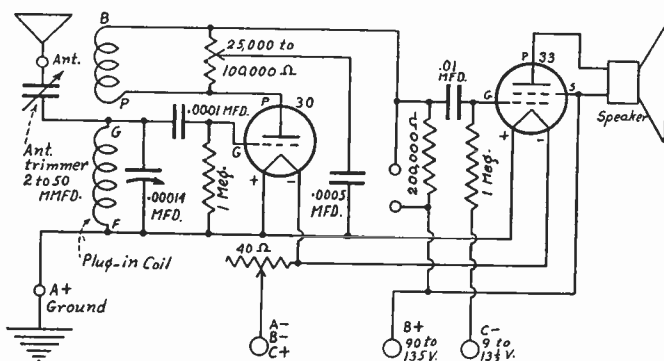 Ant.
B
P
25,000 to
100,000 Ω
.01
MFD.
P 33
G
S
+
-
Speaker
G
.0001 MFD.
P 30
G
+
-
Ant.
trimmer
2 to 50
MMFD.
.00014
MFD.
1 Meg.
.0005
MFD.
200,000 Ω
1 Meg.
F
Plug-in Coil
40 Ω
A+
Ground
A-
B-
C+
B+
90 to
135 V.
C-
9 to
13½ V.